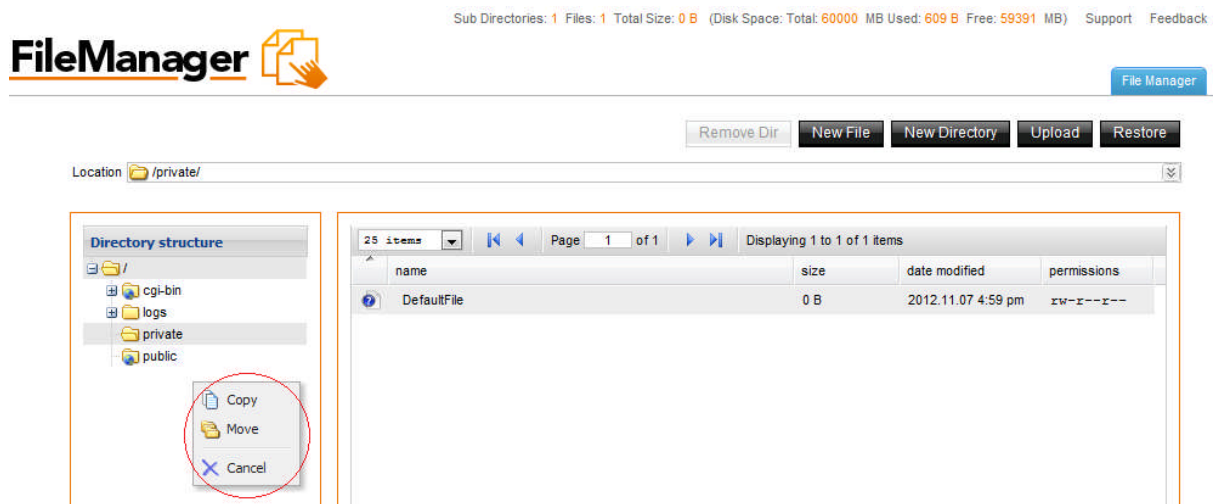 Sub Directories: 1 Files: 1 Total Size: 0 B (Disk Space: Total: 60000 MB Used: 609 B Free: 59391 MB) Support Feedback
FileManager
File Manager
Remove Dir New File New Directory Upload Restore
Location /private/
Directory structure
/
cgi-bin
logs
private
public
Copy
Move
Cancel
25 items Page 1 of 1 Displaying 1 to 1 of 1 items
name size date modified permissions
DefaultFile 0 B 2012.11.07 4:59 pm rw-r--r--